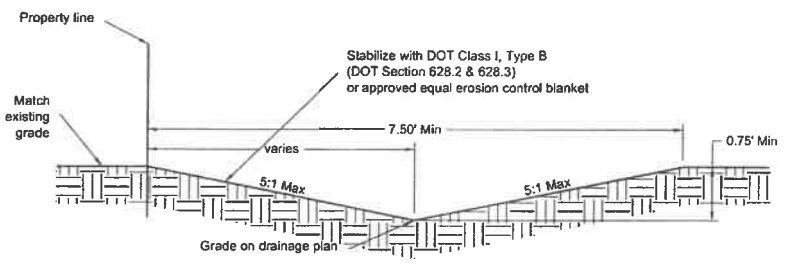 Property line
Stabilize with DOT Class I, Type B
(DOT Section 628.2 & 628.3)
or approved equal erosion control blanket
Match
existing
grade
7.50' Min
0.75' Min
varies
5:1 Max
5:1 Max
Grade on drainage plan